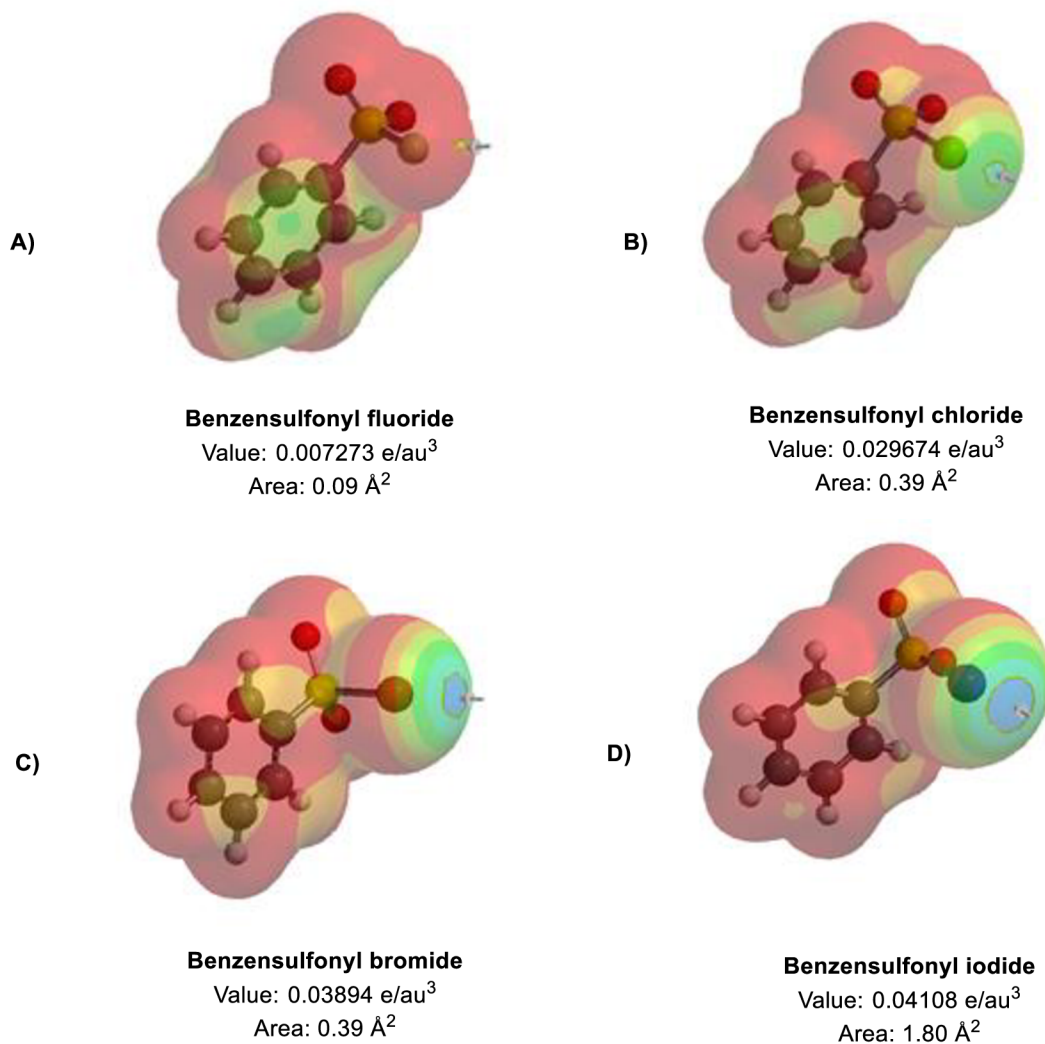 A)
B)
Benzensulfonyl fluoride
Value: 0.007273 e/au³
Area: 0.09 Å²
Benzensulfonyl chloride
Value: 0.029674 e/au³
Area: 0.39 Å²
C)
D)
Benzensulfonyl bromide
Value: 0.03894 e/au³
Area: 0.39 Å²
Benzensulfonyl iodide
Value: 0.04108 e/au³
Area: 1.80 Å²